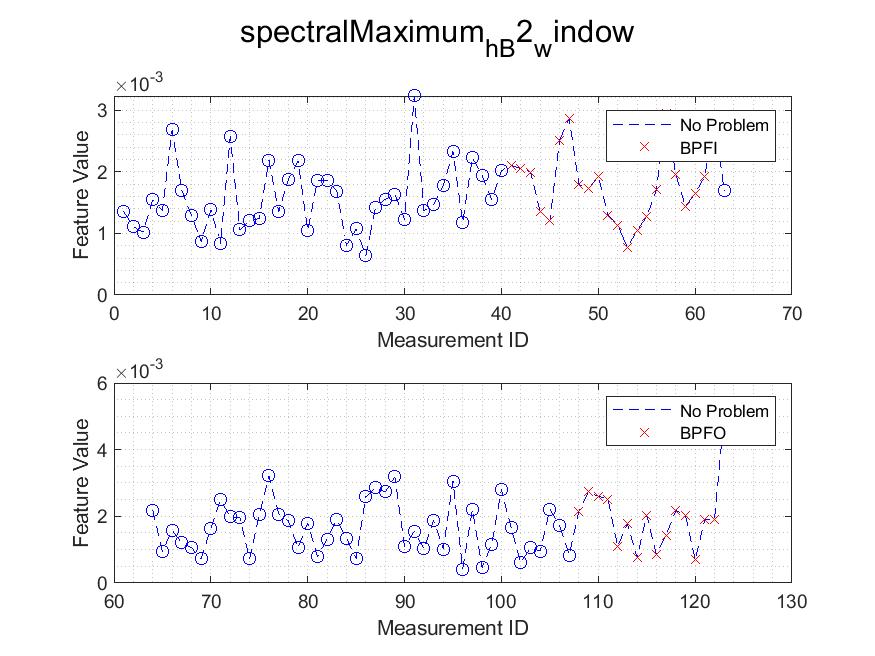 spectralMaximum_hB2_window
×10^-3
3
2
1
0
Feature Value
No Problem
BPFI
0 10 20 30 40 50 60 70
Measurement ID
×10^-3
6
4
2
0
Feature Value
No Problem
BPFO
60 70 80 90 100 110 120 130
Measurement ID